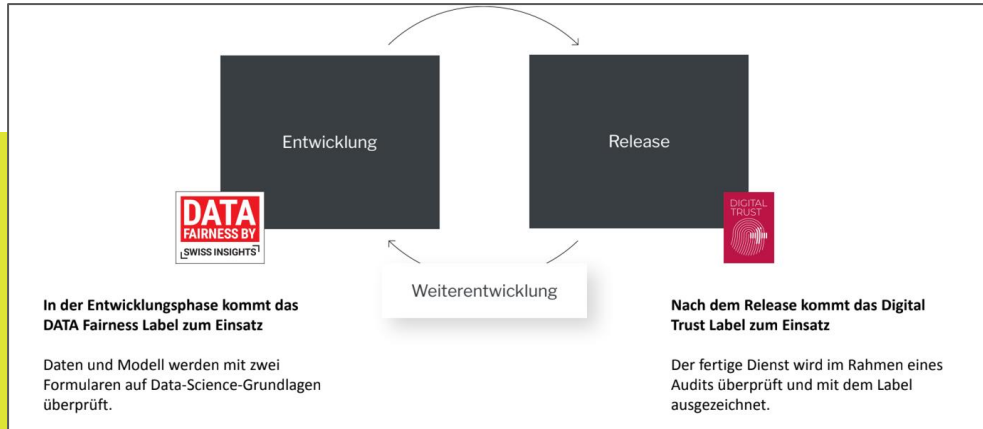 Entwicklung
Release
DATA
FAIRNESS BY
SWISS INSIGHTS
DIGITAL
TRUST
Weiterentwicklung
In der Entwicklungsphase kommt das
DATA Fairness Label zum Einsatz
Daten und Modell werden mit zwei
Formularen auf Data-Science-Grundlagen
überprüft.
Nach dem Release kommt das Digital
Trust Label zum Einsatz
Der fertige Dienst wird im Rahmen eines
Audits überprüft und mit dem Label
ausgezeichnet.